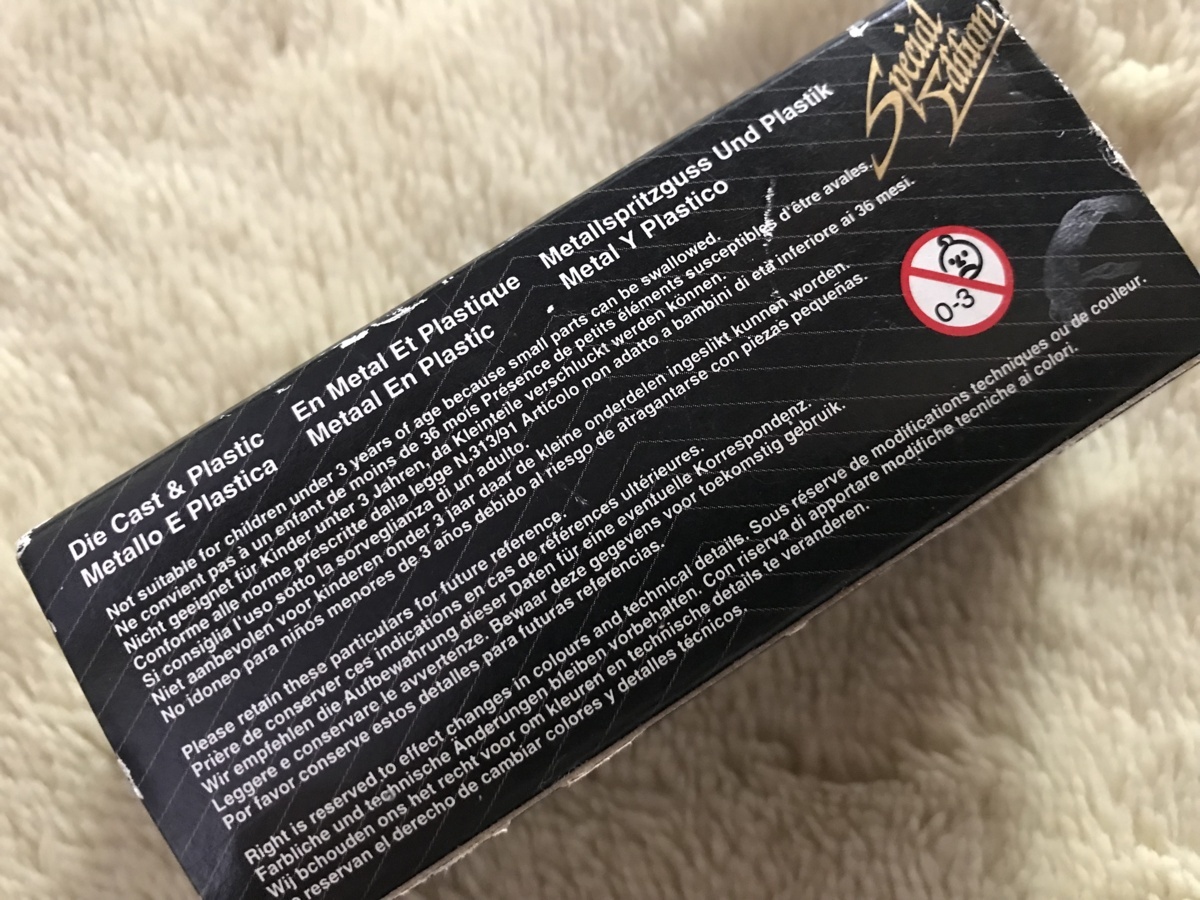 Special
Edition
Die Cast & Plastic En Metal Et Plastique Metallspritzguss Und Plastik
Metallo E Plastica Metaal En Plastic Metal Y Plastico
Not suitable for children under 3 years of age because small parts can be swallowed.
Ne convient pas à un enfant de moins de 36 mois Présence de petits éléments susceptibles d'être avales.
Nicht geeignet für Kinder unter 3 Jahren, da Kleinteile verschluckt werden können.
Conforme alle norme prescritte dalla legge N.313/91 Articolo non adatto a bambini di età inferiore ai 36 mesi.
Si consiglia l'uso sotto la sorveglianza di un adulto.
Niet aanbevolen voor kinderen onder 3 jaar daar de kleine onderdelen ingeslikt kunnen worden.
No idoneo para niños menores de 3 años debido al riesgo de atragantarse con piezas pequeñas.
0-3
Please retain these particulars for future reference.
Prière de conserver ces indications en cas de références ultérieures.
Wir empfehlen die Aufbewahrung dieser Daten für eine eventuelle Korrespondenz.
Leggere e conservare le avvertenze. Bewaar deze gegevens voor toekomstig gebruik.
Por favor conserve estos detalles para futuras referencias.
Right is reserved to effect changes in colours and technical details. Sous réserve de modifications techniques ou de couleur.
Farbliche und technische Änderungen bleiben vorbehalten. Con riserva di apportare modifiche tecniche ai colori.
Wij bchouden ons het recht voor om kleuren en technische details te veranderen.
reservan el derecho de cambiar colores y detalles técnicos.